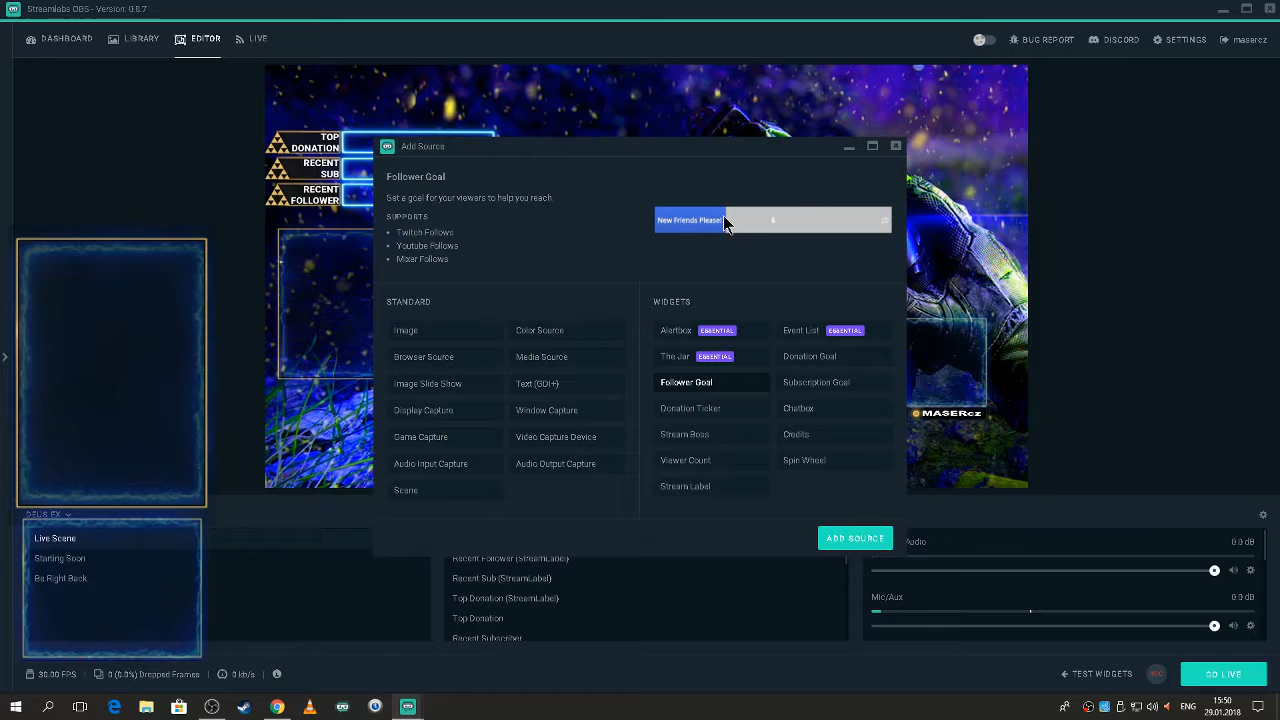 Streamlabs OBS - Version: 0.8.7
DASHBOARD
LIBRARY
EDITOR
LIVE
BUG REPORT
DISCORD
SETTINGS
masercz
TOP
DONATION
RECENT
SUB
RECENT
FOLLOWER
Add Source
Follower Goal
Set a goal for your viewers to help you reach.
SUPPORTS
Twitch Follows
Youtube Follows
Mixer Follows
New Friends Please!
6
20
STANDARD
Image
Color Source
Browser Source
Media Source
Image Slide Show
Text (GDI+)
Display Capture
Window Capture
Game Capture
Video Capture Device
Audio Input Capture
Audio Output Capture
Scene
WIDGETS
Alertbox ESSENTIAL
Event List ESSENTIAL
The Jar ESSENTIAL
Donation Goal
Follower Goal
Subscription Goal
Donation Ticker
Chatbox
Stream Boss
Credits
Viewer Count
Spin Wheel
Stream Label
ADD SOURCE
MASERcz
DEUS EX
Live Scene
Starting Soon
Be Right Back
Recent Follower (StreamLabel)
Recent Sub (StreamLabel)
Top Donation (StreamLabel)
Top Donation
Recent Subscriber
Audio
0.0 dB
Mic/Aux
0.0 dB
30.00 FPS
0 (0.0%) Dropped Frames
0 kb/s
TEST WIDGETS
REC
GO LIVE
ENG
15:50
29.01.2018